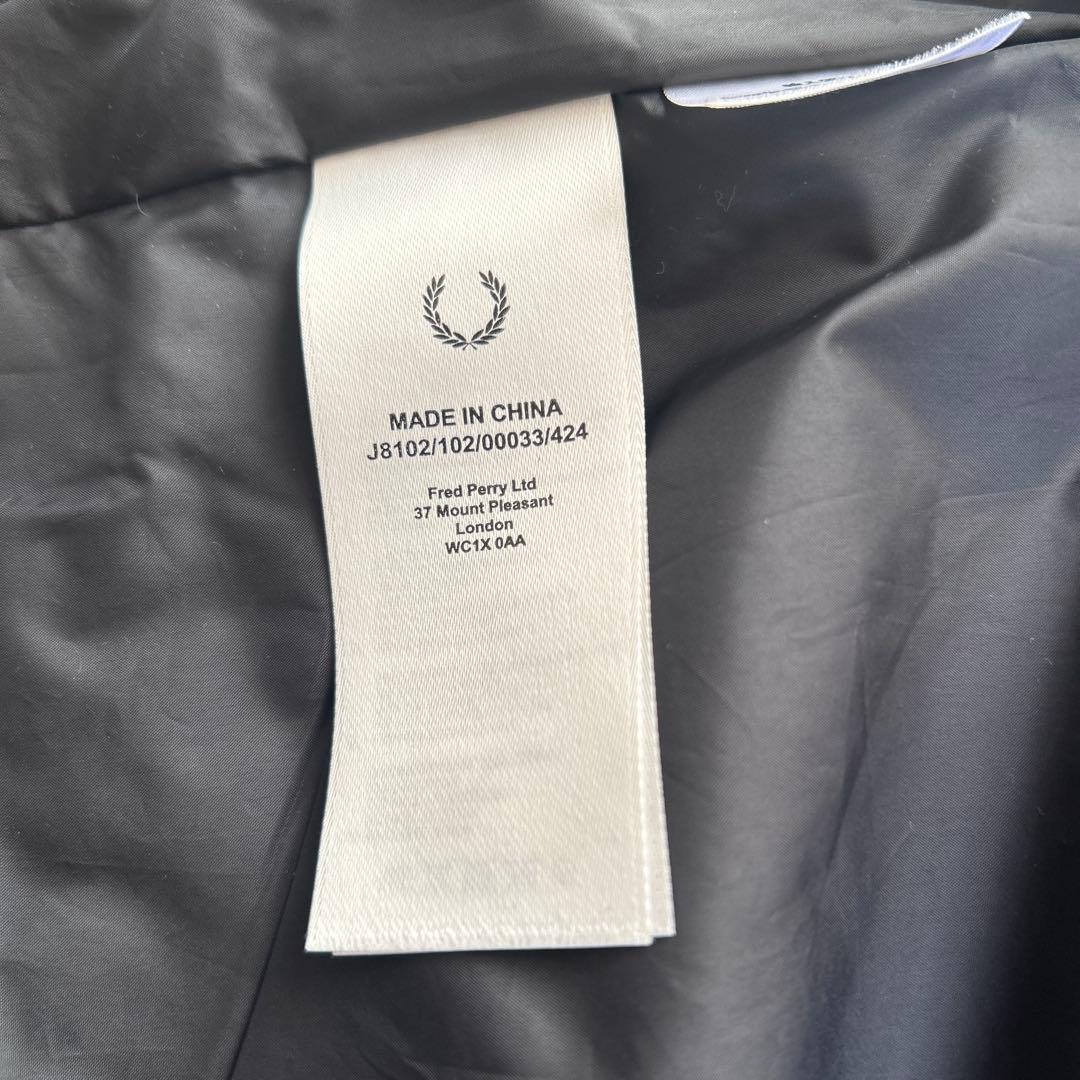 MADE IN CHINA
J8102/102/00033/424
Fred Perry Ltd
37 Mount Pleasant
London
WC1X 0AA